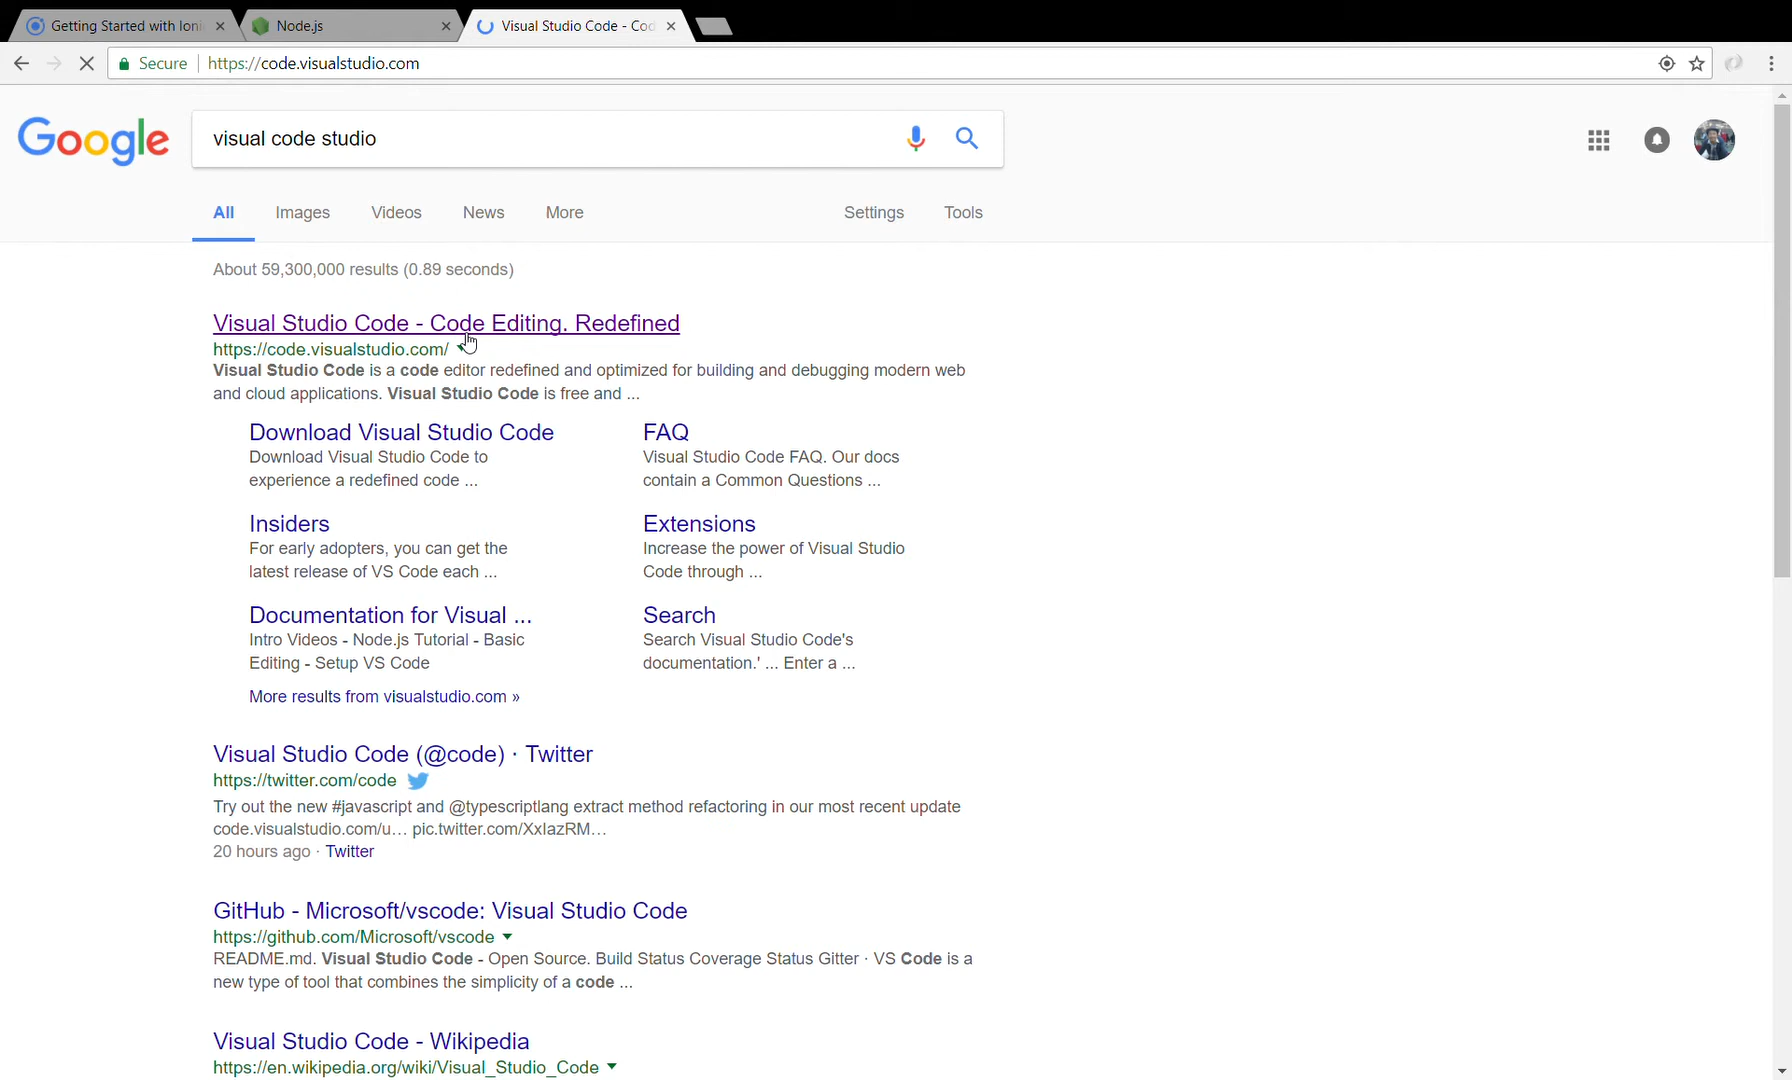 Getting Started with Ioni
Node.js
Visual Studio Code - Cod
Secure
https://code.visualstudio.com
Google
visual code studio
All
Images
Videos
News
More
Settings
Tools
About 59,300,000 results (0.89 seconds)
Visual Studio Code - Code Editing. Redefined
https://code.visualstudio.com/
Visual Studio Code is a code editor redefined and optimized for building and debugging modern web
and cloud applications. Visual Studio Code is free and ...
Download Visual Studio Code
Download Visual Studio Code to
experience a redefined code ...
FAQ
Visual Studio Code FAQ. Our docs
contain a Common Questions ...
Insiders
For early adopters, you can get the
latest release of VS Code each ...
Extensions
Increase the power of Visual Studio
Code through ...
Documentation for Visual ...
Intro Videos - Node.js Tutorial - Basic
Editing - Setup VS Code
Search
Search Visual Studio Code's
documentation.' ... Enter a ...
More results from visualstudio.com »
Visual Studio Code (@code) · Twitter
https://twitter.com/code
Try out the new #javascript and @typescriptlang extract method refactoring in our most recent update
code.visualstudio.com/u... pic.twitter.com/XxlazRM...
20 hours ago · Twitter
GitHub - Microsoft/vscode: Visual Studio Code
https://github.com/Microsoft/vscode
README.md. Visual Studio Code - Open Source. Build Status Coverage Status Gitter · VS Code is a
new type of tool that combines the simplicity of a code ...
Visual Studio Code - Wikipedia
https://en.wikipedia.org/wiki/Visual_Studio_Code